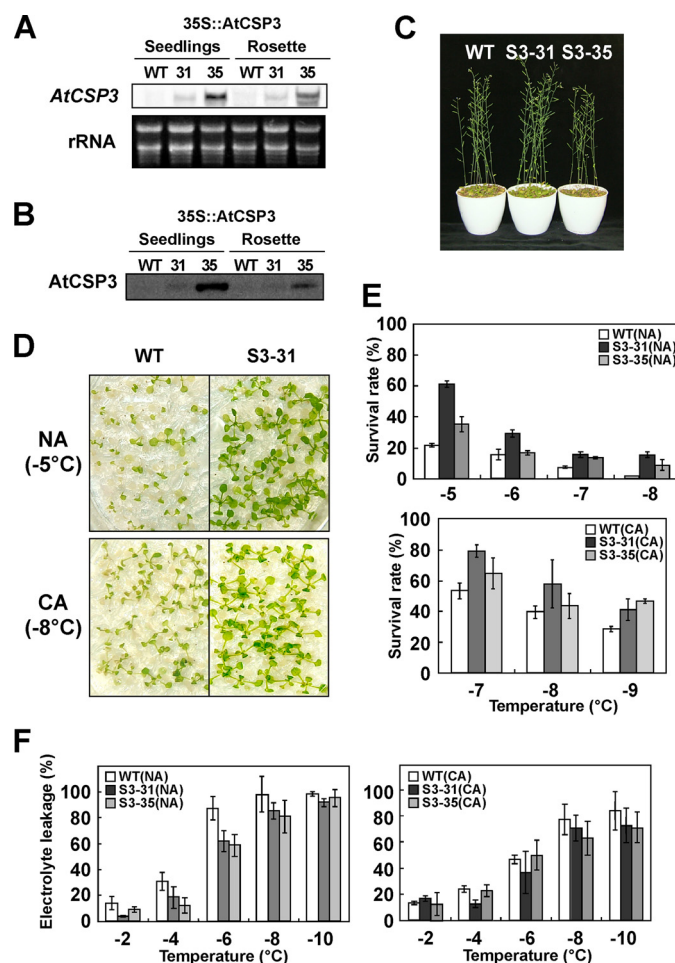 A
35S::AtCSP3
Seedlings Rosette
WT 31 35 WT 31 35
AtCSP3
rRNA
B
35S::AtCSP3
Seedlings Rosette
WT 31 35 WT 31 35
AtCSP3
C
WT S3-31 S3-35
D
WT S3-31
NA
(-5°C)
CA
(-8°C)
E
Survival rate (%)
100
80
60
40
20
0
WT(NA)
S3-31(NA)
S3-35(NA)
-5 -6 -7 -8
Survival rate (%)
100
80
60
40
20
0
WT(CA)
S3-31(CA)
S3-35(CA)
-7 -8 -9
Temperature (°C)
F
Electrolyte leakage (%)
100
80
60
40
20
0
WT(NA)
S3-31(NA)
S3-35(NA)
-2 -4 -6 -8 -10
Temperature (°C)
100
80
60
40
20
0
WT(CA)
S3-31(CA)
S3-35(CA)
-2 -4 -6 -8 -10
Temperature (°C)